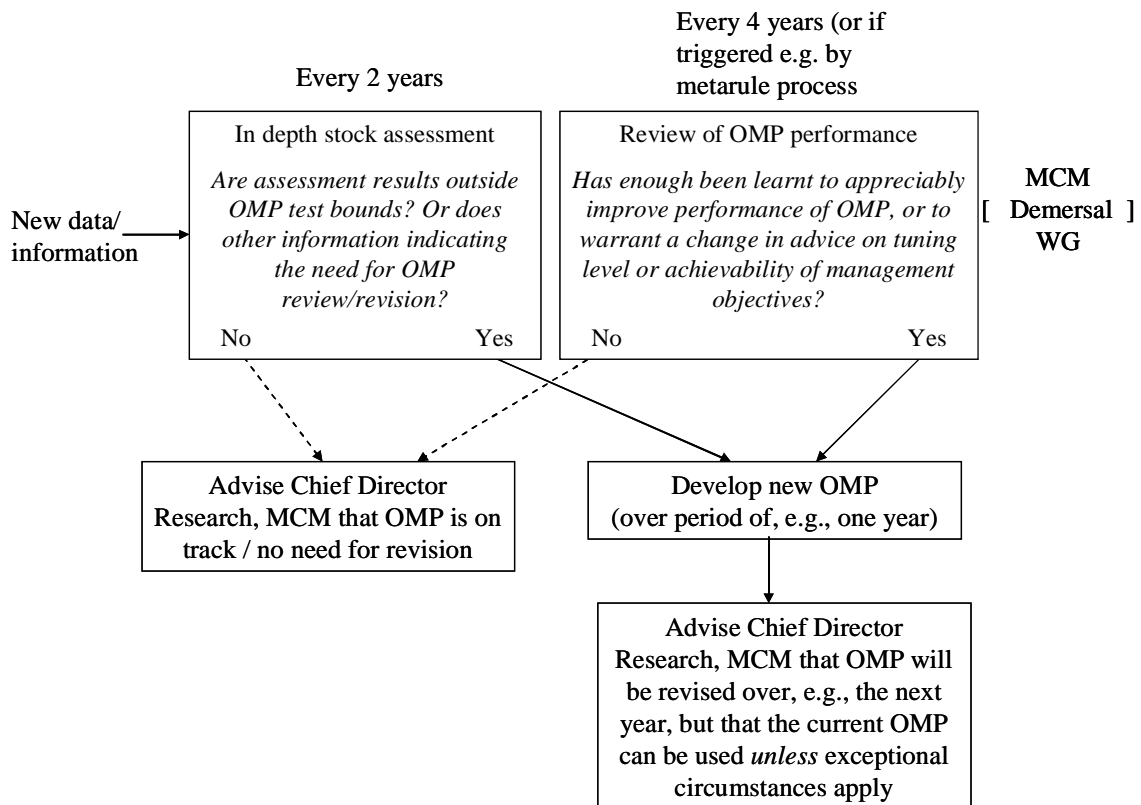 Every 2 years
Every 4 years (or if
triggered e.g. by
metarule process
New data/
information
In depth stock assessment
Are assessment results outside
OMP test bounds? Or does
other information indicating
the need for OMP
review/revision?
No Yes
Review of OMP performance
Has enough been learnt to appreciably
improve performance of OMP, or to
warrant a change in advice on tuning
level or achievability of management
objectives?
No Yes
MCM
[ Demersal ]
WG
Advise Chief Director
Research, MCM that OMP is on
track / no need for revision
Develop new OMP
(over period of, e.g., one year)
Advise Chief Director
Research, MCM that OMP will
be revised over, e.g., the next
year, but that the current OMP
can be used unless exceptional
circumstances apply